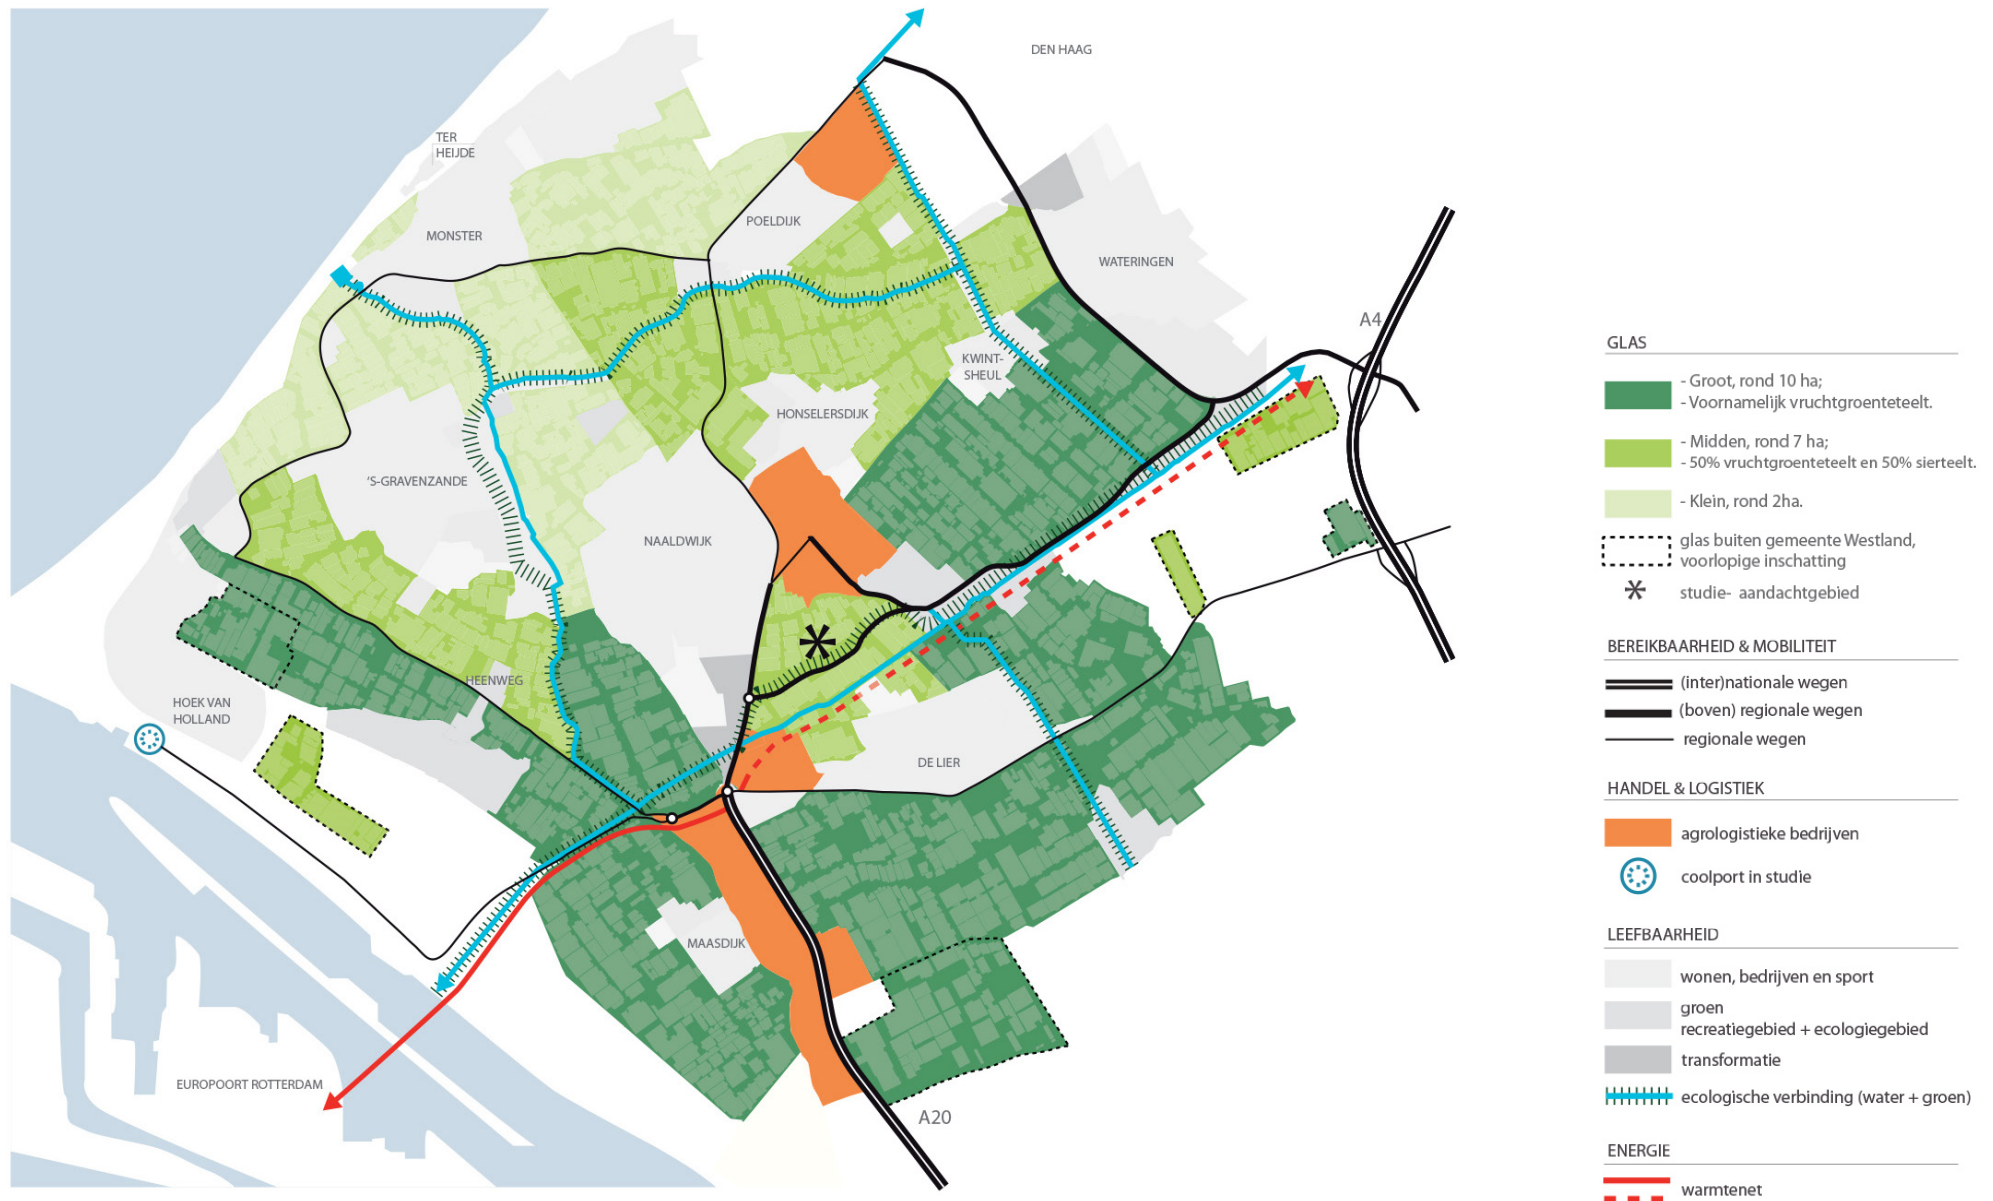 DEN HAAG
TER
HEIJDE
MONSTER
POELDIJK
WATERINGEN
A4
KWINT-
SHEUL
HONSELERSDIJK
'S-GRAVENZANDE
NAALDWIJK
HEENWEG
HOEK VAN
HOLLAND
DE LIER
MAASDIJK
EUROPOORT ROTTERDAM
A20
GLAS
- Groot, rond 10 ha;
- Voornamelijk vruchtgroenteteelt.
- Midden, rond 7 ha;
- 50% vruchtgroenteteelt en 50% sierteelt.
- Klein, rond 2ha.
glas buiten gemeente Westland,
voorlopige inschatting
studie- aandachtgebied
BEREIKBAARHEID & MOBILITEIT
(inter)nationale wegen
(boven) regionale wegen
regionale wegen
HANDEL & LOGISTIEK
agrologistieke bedrijven
coolport in studie
LEEFBAARHEID
wonen, bedrijven en sport
groen
recreatiegebied + ecologiegebied
transformatie
ecologische verbinding (water + groen)
ENERGIE
warmtenet